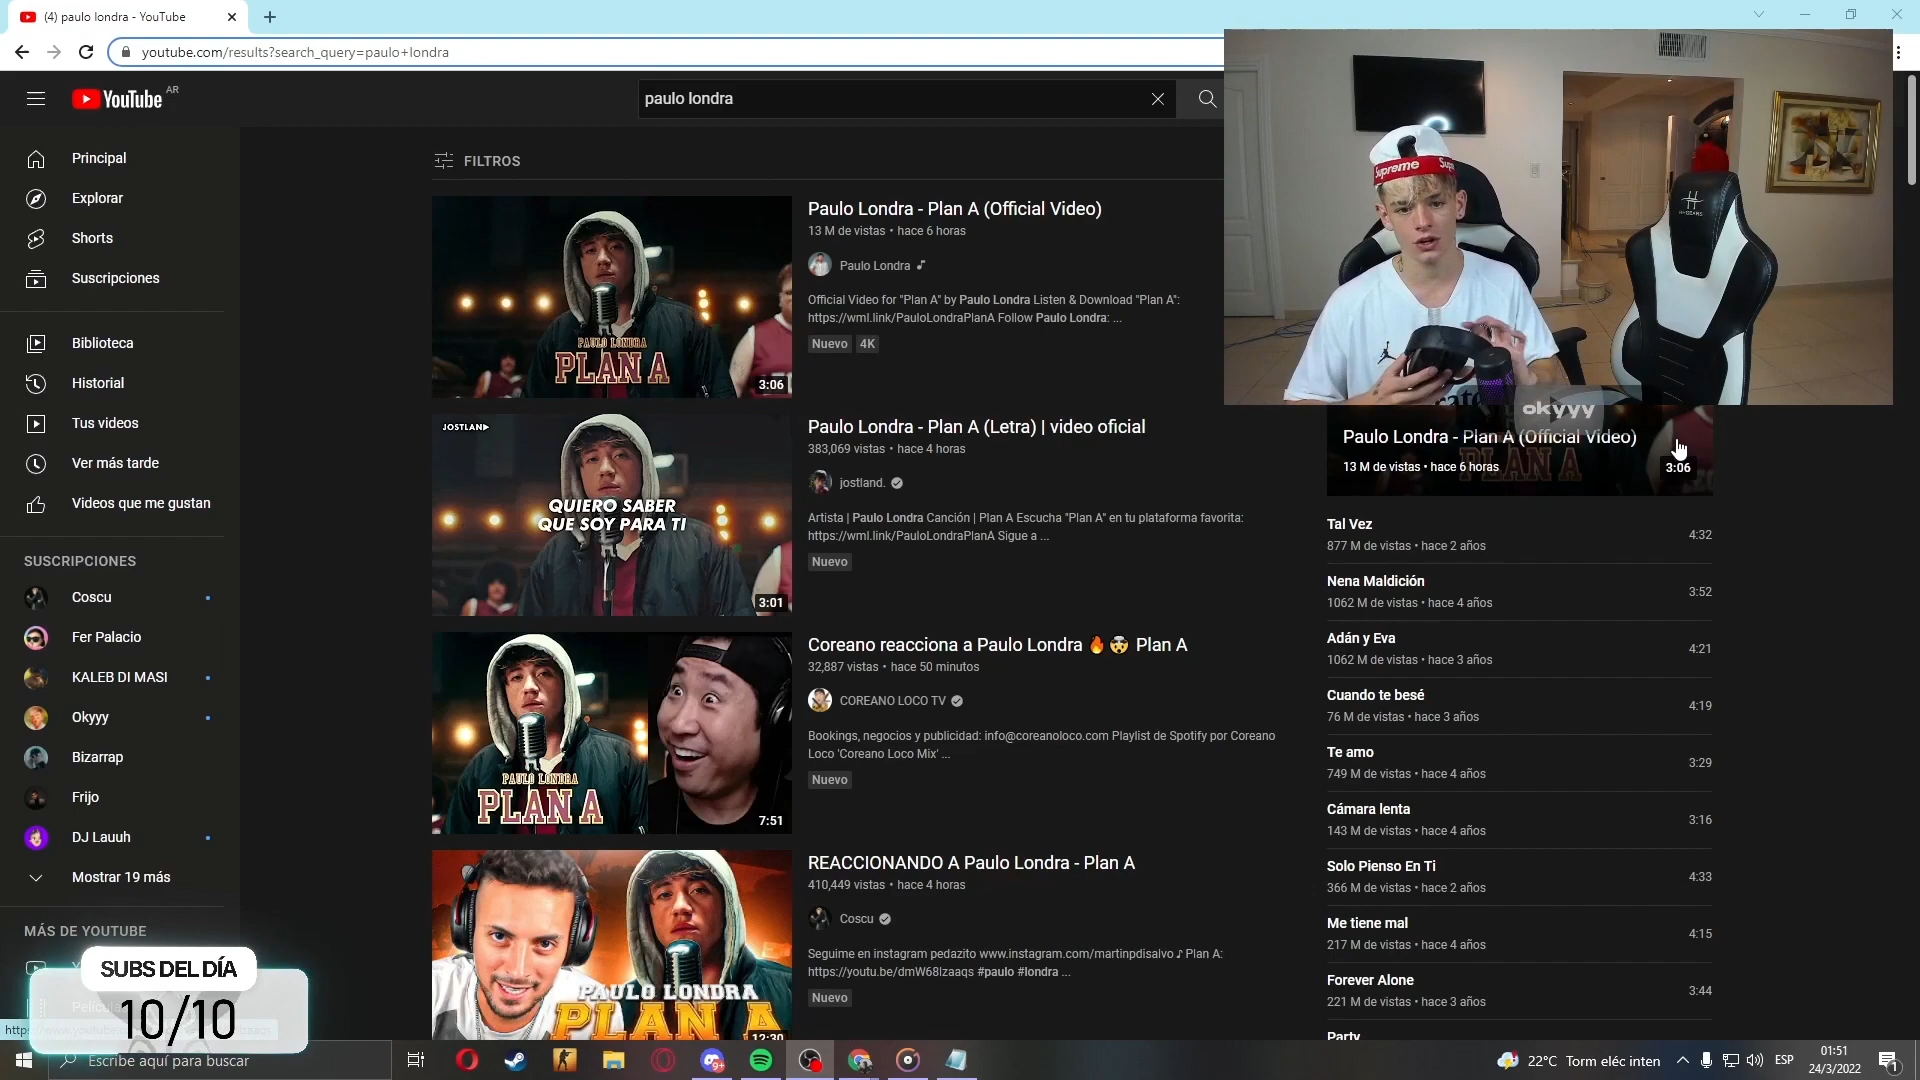 (4) paulo londra - YouTube
youtube.com/results?search_query=paulo+londra
YouTube AR
paulo londra
Principal
Explorar
Shorts
Suscripciones
Biblioteca
Historial
Tus videos
Ver más tarde
Videos que me gustan
SUSCRIPCIONES
Coscu
Fer Palacio
KALEB DI MASI
Okyyy
Bizarrap
Frijo
DJ Lauuh
Mostrar 19 más
MÁS DE YOUTUBE
SUBS DEL DÍA
10/10
FILTROS
PAULO LONDRA
PLAN A
3:06
Paulo Londra - Plan A (Official Video)
13 M de vistas • hace 6 horas
Paulo Londra
Official Video for "Plan A" by Paulo Londra Listen & Download "Plan A":
https://wml.link/PauloLondraPlanA Follow Paulo Londra: ...
Nuevo 4K
JOSTLAND
QUIERO SABER
QUE SOY PARA TI
3:01
Paulo Londra - Plan A (Letra) | video oficial
383,069 vistas • hace 4 horas
jostland.
Artista | Paulo Londra Canción | Plan A Escucha "Plan A" en tu plataforma favorita:
https://wml.link/PauloLondraPlanA Sigue a ...
Nuevo
PAULO LONDRA
PLAN A
7:51
Coreano reacciona a Paulo Londra 🔥🤯 Plan A
32,887 vistas • hace 50 minutos
COREANO LOCO TV
Bookings, negocios y publicidad: info@coreanoloco.com Playlist de Spotify por Coreano
Loco 'Coreano Loco Mix' ...
Nuevo
PAULO LONDRA
PLAN A
12:30
REACCIONANDO A Paulo Londra - Plan A
410,449 vistas • hace 4 horas
Coscu
Seguime en instagram pedazito www.instagram.com/martinpdisalvo ♪ Plan A:
https://youtu.be/dmW68lzaaqs #paulo #londra ...
Nuevo
Supreme
okyyy
Paulo Londra - Plan A (Official Video)
13 M de vistas • hace 6 horas
PLAN A
3:06
Tal Vez
877 M de vistas • hace 2 años
4:32
Nena Maldición
1062 M de vistas • hace 4 años
3:52
Adán y Eva
1062 M de vistas • hace 3 años
4:21
Cuando te besé
76 M de vistas • hace 3 años
4:19
Te amo
749 M de vistas • hace 4 años
3:29
Cámara lenta
143 M de vistas • hace 4 años
3:16
Solo Pienso En Ti
366 M de vistas • hace 2 años
4:33
Me tiene mal
217 M de vistas • hace 4 años
4:15
Forever Alone
221 M de vistas • hace 3 años
3:44
Party
Escribe aquí para buscar
9+
22°C Torm eléc inten
ESP
01:51
24/3/2022
1